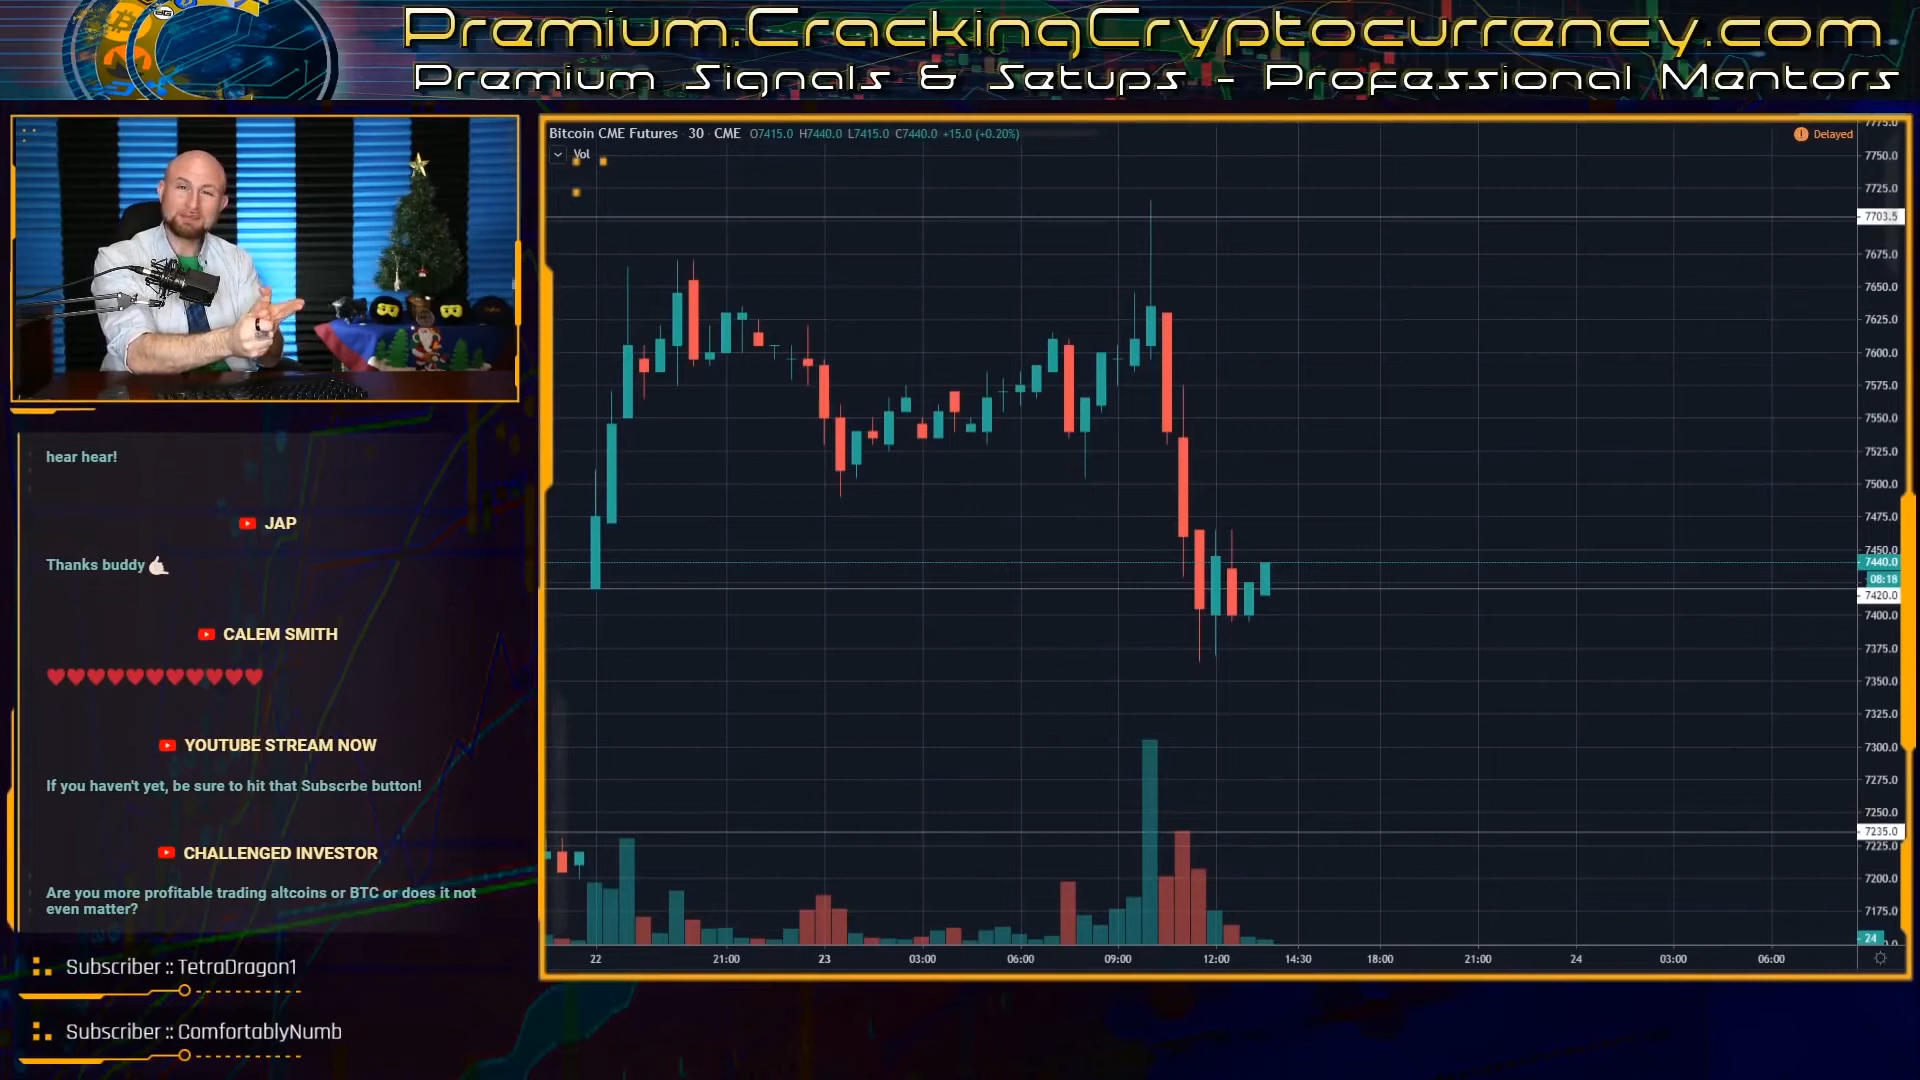 Premium.CrackingCryptocurrency.com
Premium Signals & Setups - Professional Mentors
Bitcoin CME Futures 30 CME O7415.0 H7440.0 L7415.0 C7440.0 +15.0 (+0.20%)
Vol
Delayed
7775.0
7750.0
7725.0
7703.5
7675.0
7650.0
7625.0
7600.0
7575.0
7550.0
7525.0
7500.0
7475.0
7450.0
7440.0
08:18
7420.0
7400.0
7375.0
7350.0
7325.0
7300.0
7275.0
7250.0
7235.0
7225.0
7200.0
7175.0
24
22
21:00
23
03:00
06:00
09:00
12:00
14:30
18:00
21:00
24
03:00
06:00
hear hear!
JAP
Thanks buddy
CALEM SMITH
YOUTUBE STREAM NOW
If you haven't yet, be sure to hit that Subscrbe button!
CHALLENGED INVESTOR
Are you more profitable trading altcoins or BTC or does it not
even matter?
Subscriber :: TetraDragon1
Subscriber :: ComfortablyNumb